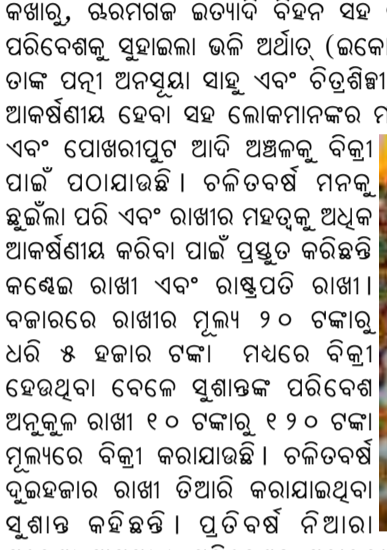 କଖାରୁ, ଋରମଗଜ ଇତ୍ୟାଦି ବିହନ ସହ
ପରିବେଶକୁ ସୁହାଇଲା ଭଳି ଅର୍ଥାତ୍ (ଇକୋ
ତାଙ୍କ ପତ୍ନୀ ଅନସୂୟା ସାହୁ ଏବଂ ଚିତ୍ରଶିଳ୍ପୀ
ଆକର୍ଷଣୀୟ ହେବା ସହ ଲୋକମାନଙ୍କର ମ
ଏବଂ ପୋଖରୀପୁଟ ଆଦି ଅଞ୍ଚଳକୁ ବିକ୍ରୀ
ପାଇଁ ପଠାଯାଉଛି । ଚଳିତବର୍ଷ ମନକୁ
ଛୁଇଁଲା ପରି ଏବଂ ରାଖୀର ମହତ୍ୱକୁ ଅଧିକ
ଆକର୍ଷଣୀୟ କରିବା ପାଇଁ ପ୍ରସ୍ତୁତ କରିଛନ୍ତି
କଣ୍ଢେଇ ରାଖୀ ଏବଂ ରାଷ୍ଟ୍ରପତି ରାଖୀ ।
ବଜାରରେ ରାଖୀର ମୂଲ୍ୟ ୨୦ ଟଙ୍କାରୁ
ଧରି ୫ ହଜାର ଟଙ୍କା ମଧ୍ୟରେ ବିକ୍ରୀ
ହେଉଥିବା ବେଳେ ସୁଶାନ୍ତଙ୍କ ପରିବେଶ
ଅନୁକୂଳ ରାଖୀ ୧୦ ଟଙ୍କାରୁ ୧୨୦ ଟଙ୍କା
ମୂଲ୍ୟରେ ବିକ୍ରୀ କରାଯାଉଛି । ଚଳିତବର୍ଷ
ଦୁଇହଜାର ରାଖୀ ତିଆରି କରାଯାଇଥିବା
ସୁଶାନ୍ତ କହିଛନ୍ତି । ପ୍ରତିବର୍ଷ ନିଆରା